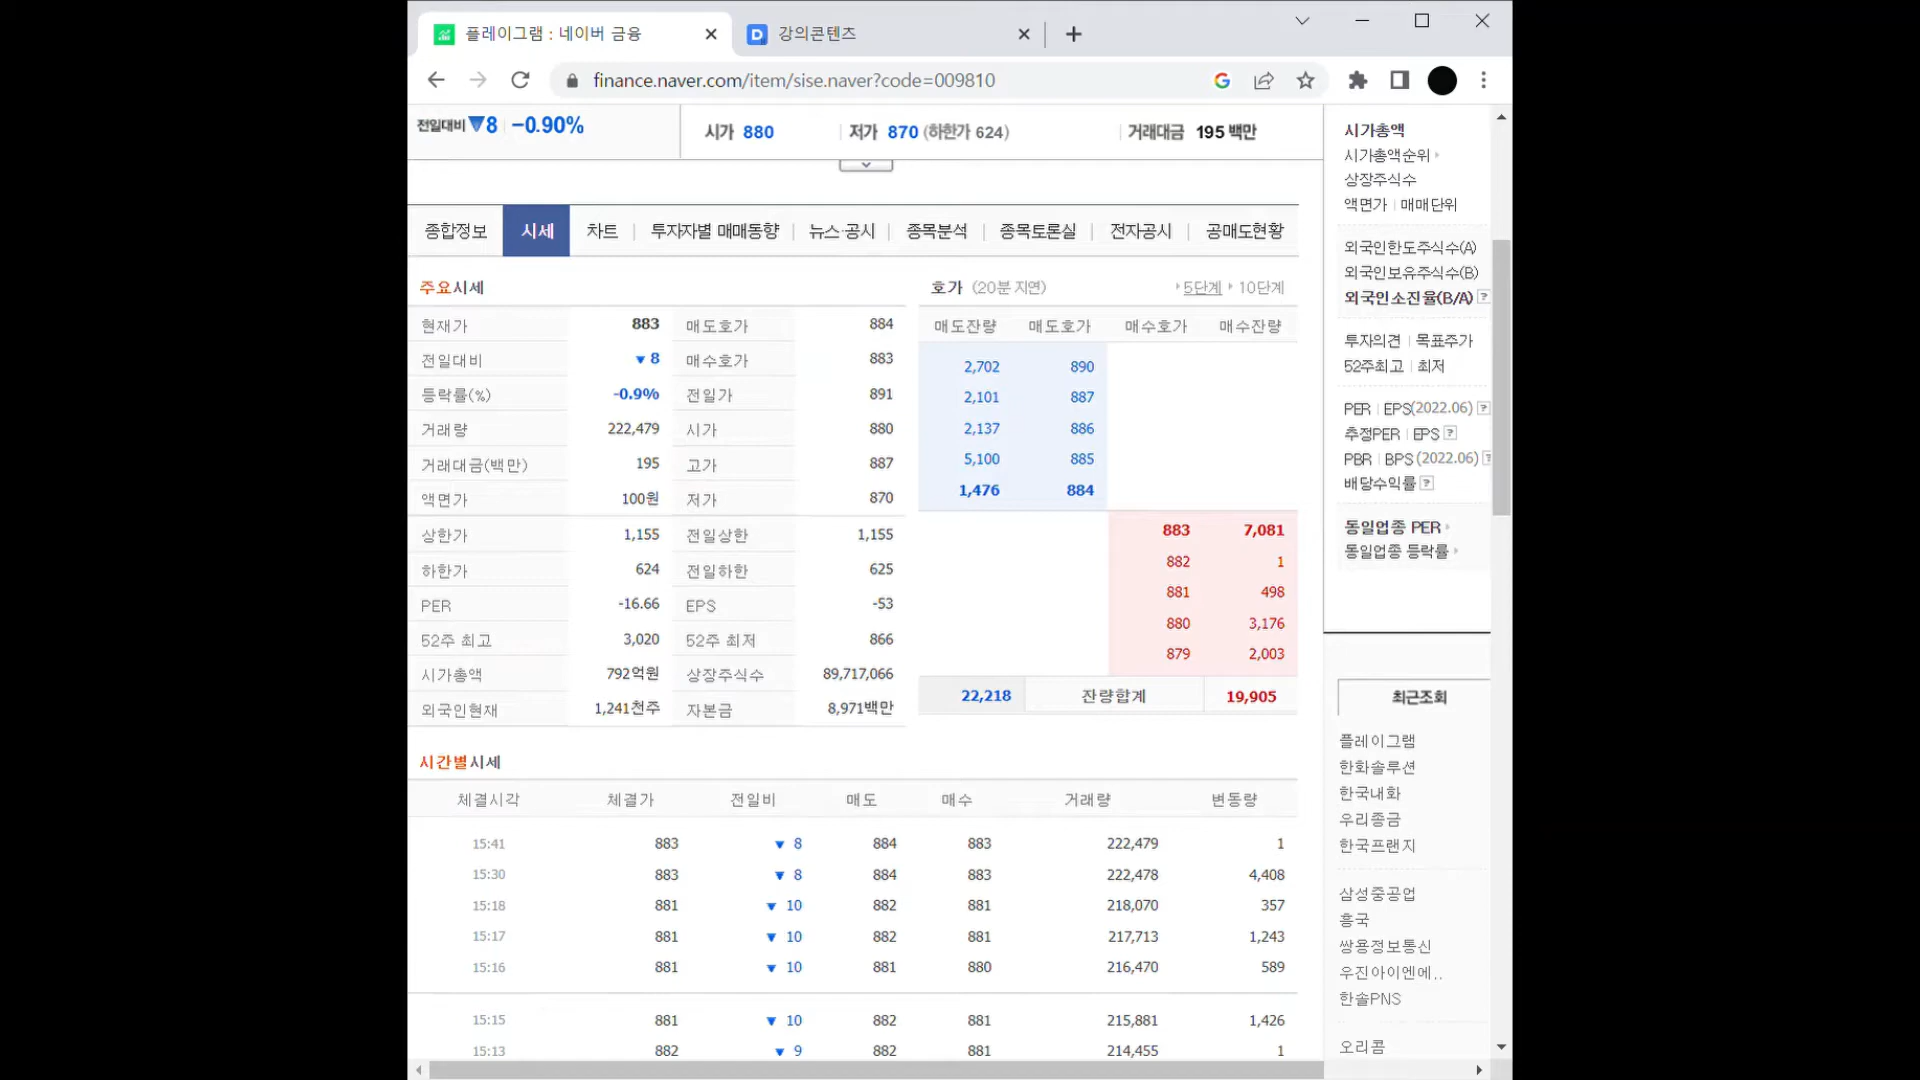 플레이그램 : 네이버 금융
강의콘텐츠
finance.naver.com/item/sise.naver?code=009810
전일대비 ▼8 | -0.90%
시가 880 저가 870 (하한가 624) 거래대금 195 백만
종합정보 시세 차트 투자자별 매매동향 뉴스·공시 종목분석 종목토론실 전자공시 공매도현황
주요시세
현재가 883 매도호가 884
전일대비 ▼ 8 매수호가 883
등락률(%) -0.9% 전일가 891
거래량 222,479 시가 880
거래대금(백만) 195 고가 887
액면가 100원 저가 870
상한가 1,155 전일상한 1,155
하한가 624 전일하한 625
PER -16.66 EPS -53
52주 최고 3,020 52주 최저 866
시가총액 792억원 상장주식수 89,717,066
외국인현재 1,241천주 자본금 8,971백만
호가 (20분 지연) 5단계 10단계
매도잔량 매도호가 매수호가 매수잔량
2,702 890
2,101 887
2,137 886
5,100 885
1,476 884
883 7,081
882 1
881 498
880 3,176
879 2,003
22,218 잔량합계 19,905
시간별시세
체결시각 체결가 전일비 매도 매수 거래량 변동량
15:41 883 ▼ 8 884 883 222,479 1
15:30 883 ▼ 8 884 883 222,478 4,408
15:18 881 ▼ 10 882 881 218,070 357
15:17 881 ▼ 10 882 881 217,713 1,243
15:16 881 ▼ 10 881 880 216,470 589
15:15 881 ▼ 10 882 881 215,881 1,426
15:13 882 ▼ 9 882 881 214,455 1
시가총액
시가총액순위
상장주식수
액면가 | 매매단위
외국인한도주식수(A)
외국인보유주식수(B)
외국인소진율(B/A) ?
투자의견 | 목표주가
52주최고 | 최저
PER | EPS(2022.06) ?
추정PER | EPS ?
PBR | BPS (2022.06) ?
배당수익률 ?
동일업종 PER
동일업종 등락률
최근조회
플레이그램
한화솔루션
한국내화
우리종금
한국프랜지
삼성중공업
흥국
쌍용정보통신
우진아이엔에..
한솔PNS
오리콤